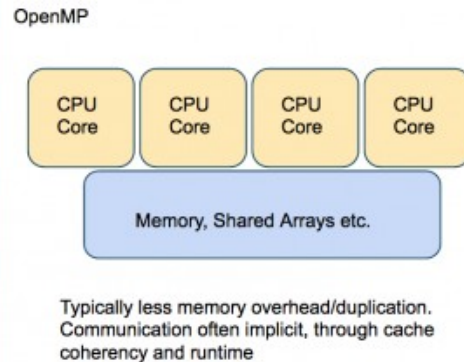 OpenMP
CPU CPU CPU CPU
Core Core Core Core
Memory, Shared Arrays etc.
Typically less memory overhead/duplication.
Communication often implicit, through cache
coherency and runtime